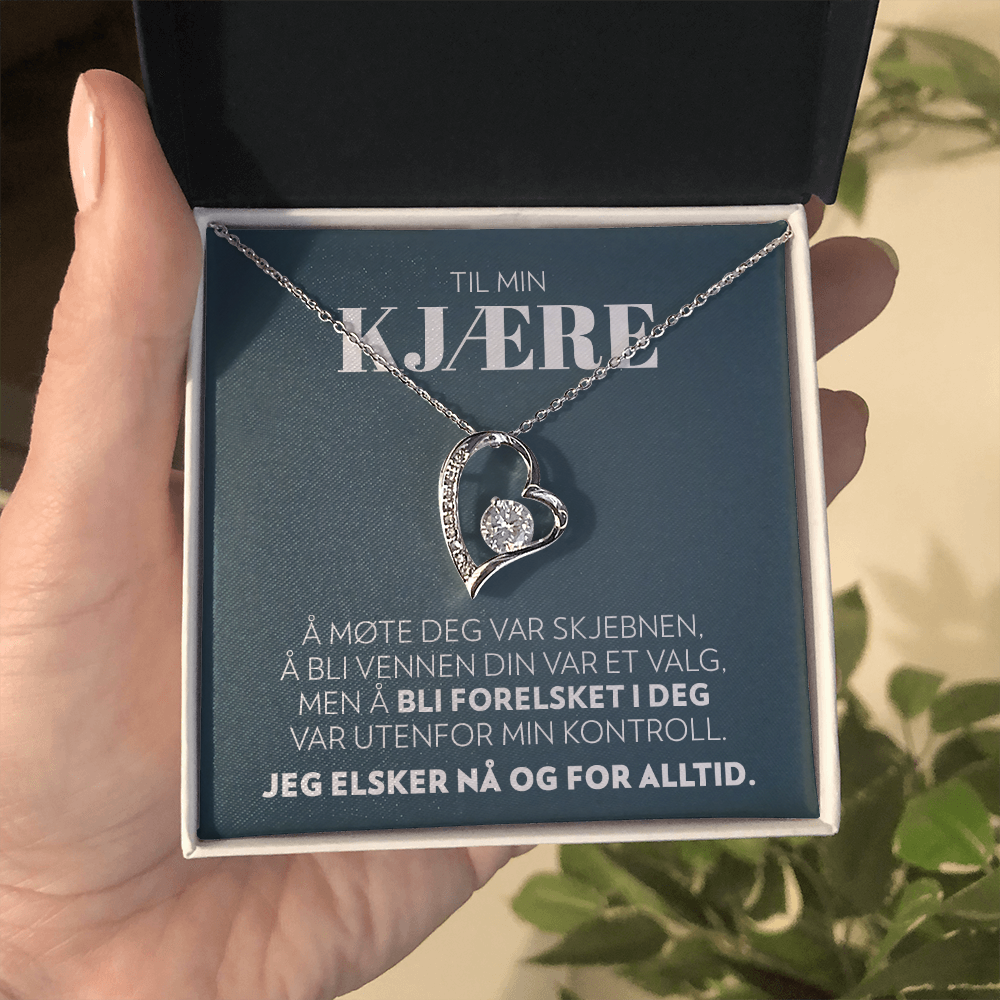 TIL MIN
KJÆRE
Å MØTE DEG VAR SKJEBNEN,
Å BLI VENNEN DIN VAR ET VALG,
MEN Å BLI FORELSKET I DEG
VAR UTENFOR MIN KONTROLL.
JEG ELSKER NÅ OG FOR ALLTID.